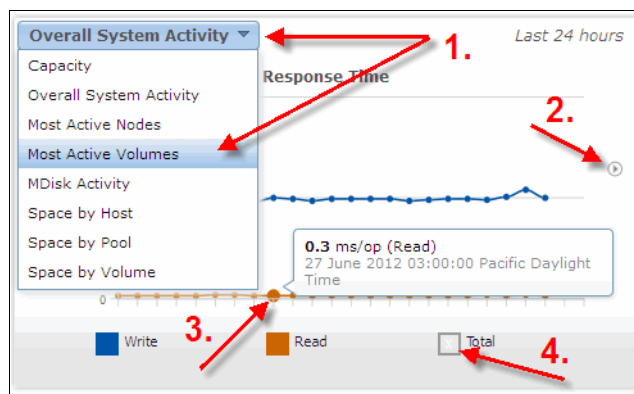 Overall System Activity
Last 24 hours
1.
Capacity
Response Time
Overall System Activity
2.
Most Active Nodes
Most Active Volumes
MDisk Activity
Space by Host
Space by Pool
0.3 ms/op (Read)
27 June 2012 03:00:00 Pacific Daylight
Time
Space by Volume
0
3.
Write
Read
Total
4.